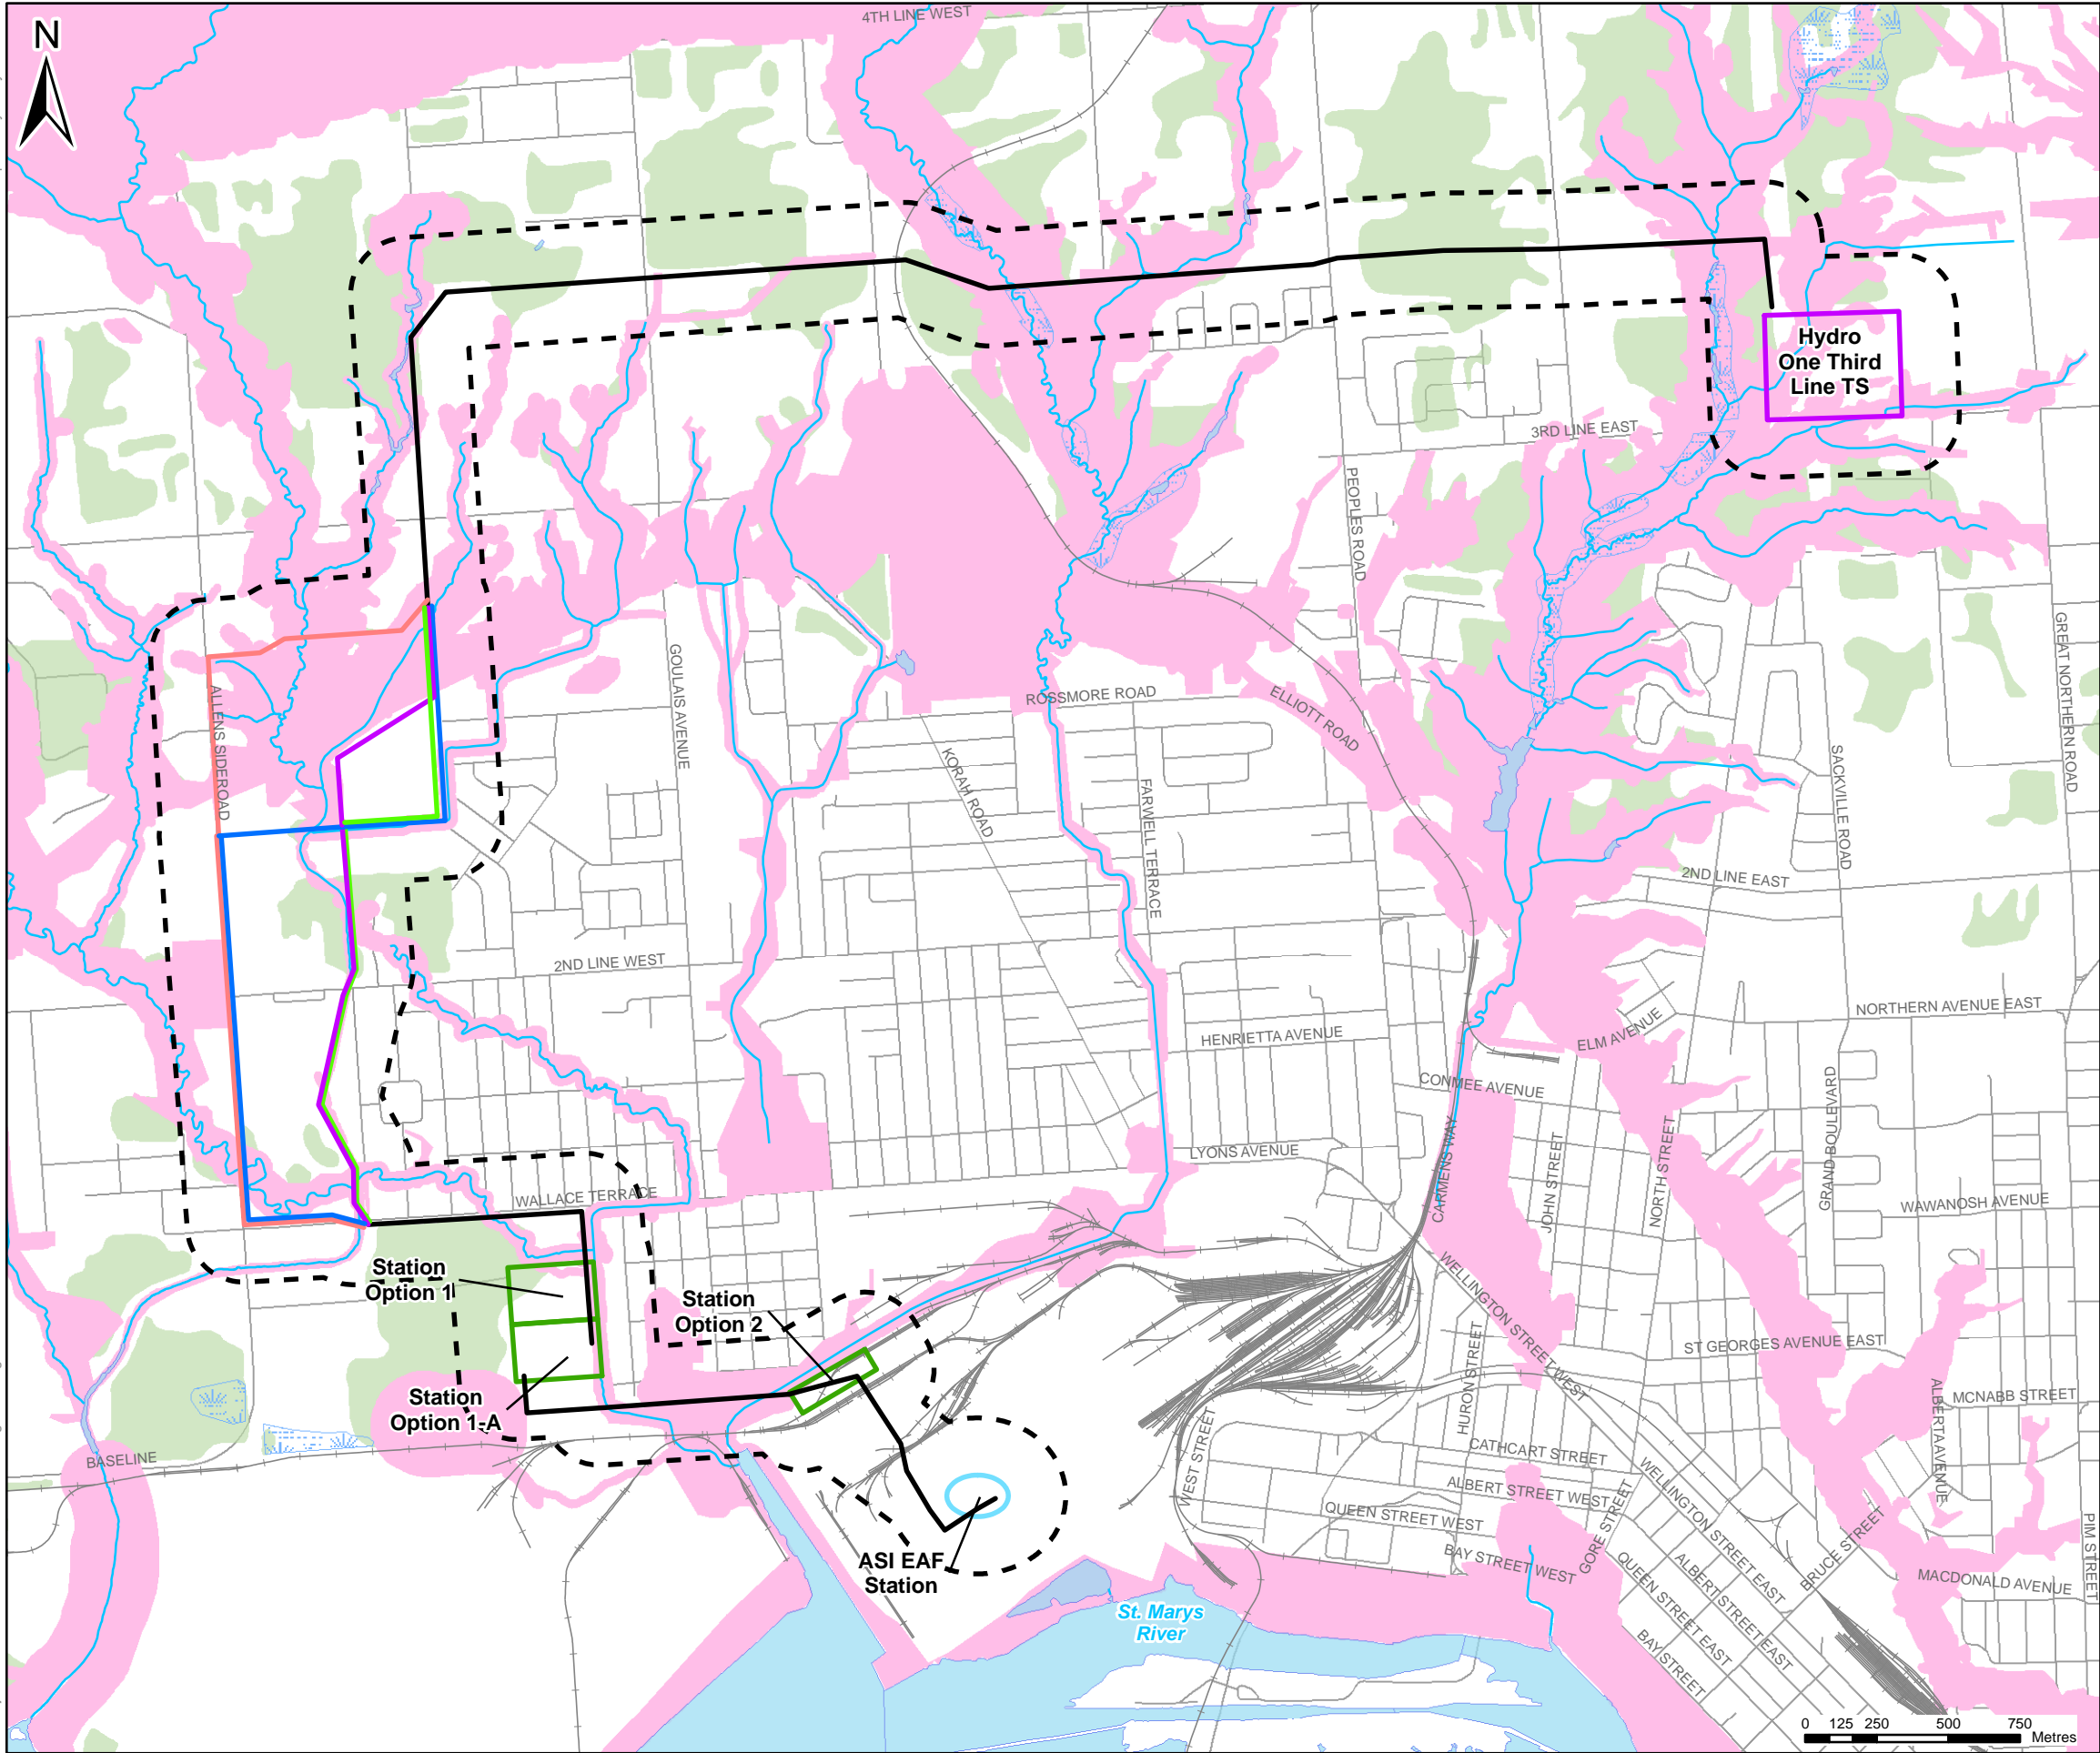 4TH LINE WEST
N
Hydro
One Third
Line TS
3RD LINE EAST
PEOPLES ROAD
GREAT NORTHERN ROAD
GOULAIS AVENUE
ALLENS SIDEROAD
ROSSMORE ROAD
ELLIOTT ROAD
KORAH ROAD
FARWELL TERRACE
SACKVILLE ROAD
2ND LINE EAST
2ND LINE WEST
NORTHERN AVENUE EAST
HENRIETTA AVENUE
ELM AVENUE
CONMEE AVENUE
GRAND BOULEVARD
LYONS AVENUE
CARMENS WAY
JOHN STREET
NORTH STREET
WALLACE TERRACE
WAWANOSH AVENUE
Station
Option 1
Station
Option 2
WELLINGTON STREET WEST
ST GEORGES AVENUE EAST
HURON STREET
Station
Option 1-A
ALBERTA AVENUE
MCNABB STREET
BASELINE
WEST STREET
CATHCART STREET
ALBERT STREET WEST
WELLINGTON STREET EAST
QUEEN STREET WEST
GORE STREET
BAY STREET WEST
BRUCE STREET
PIM STREET
ASI EAF
Station
QUEEN STREET EAST
ALBERT STREET EAST
MACDONALD AVENUE
St. Marys
River
BAY STREET
0 125 250 500 750
Metres